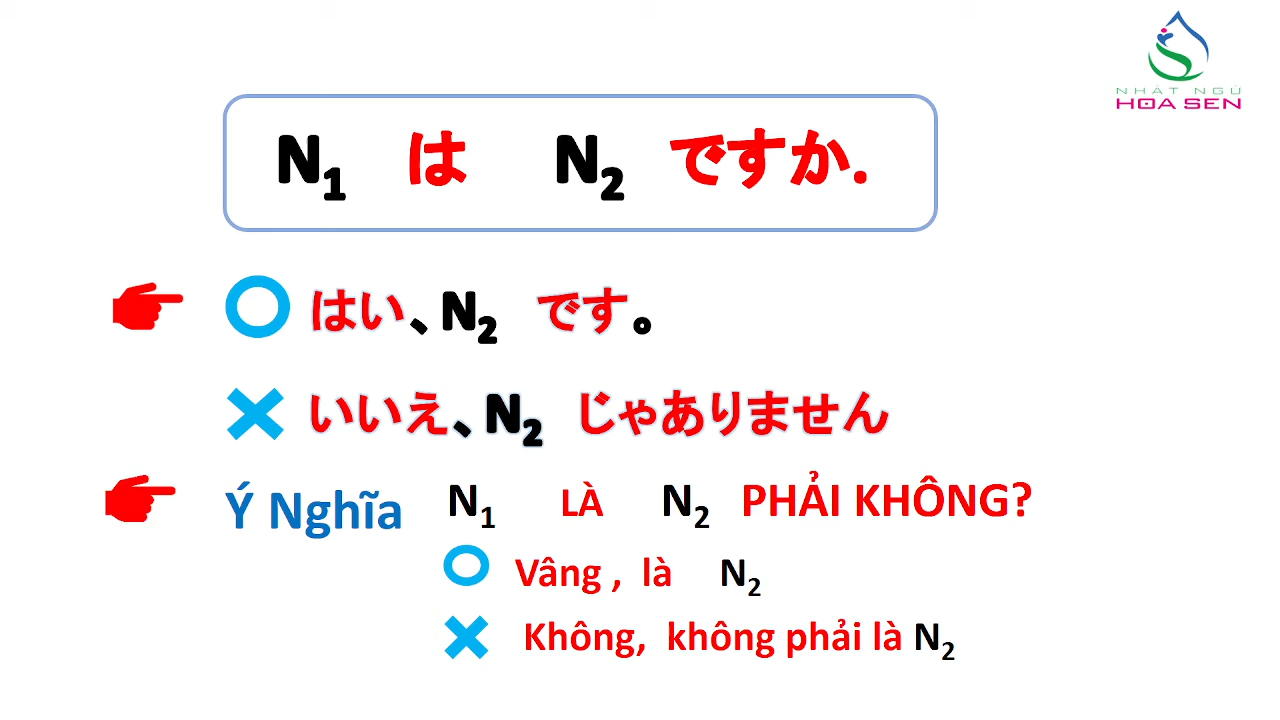 NHẬT NGỮ
HOA SEN
N1 は N2 ですか.
はい、N2 です。
いいえ、N2 じゃありません
Ý Nghĩa N1 LÀ N2 PHẢI KHÔNG?
Vâng , là N2
Không, không phải là N2